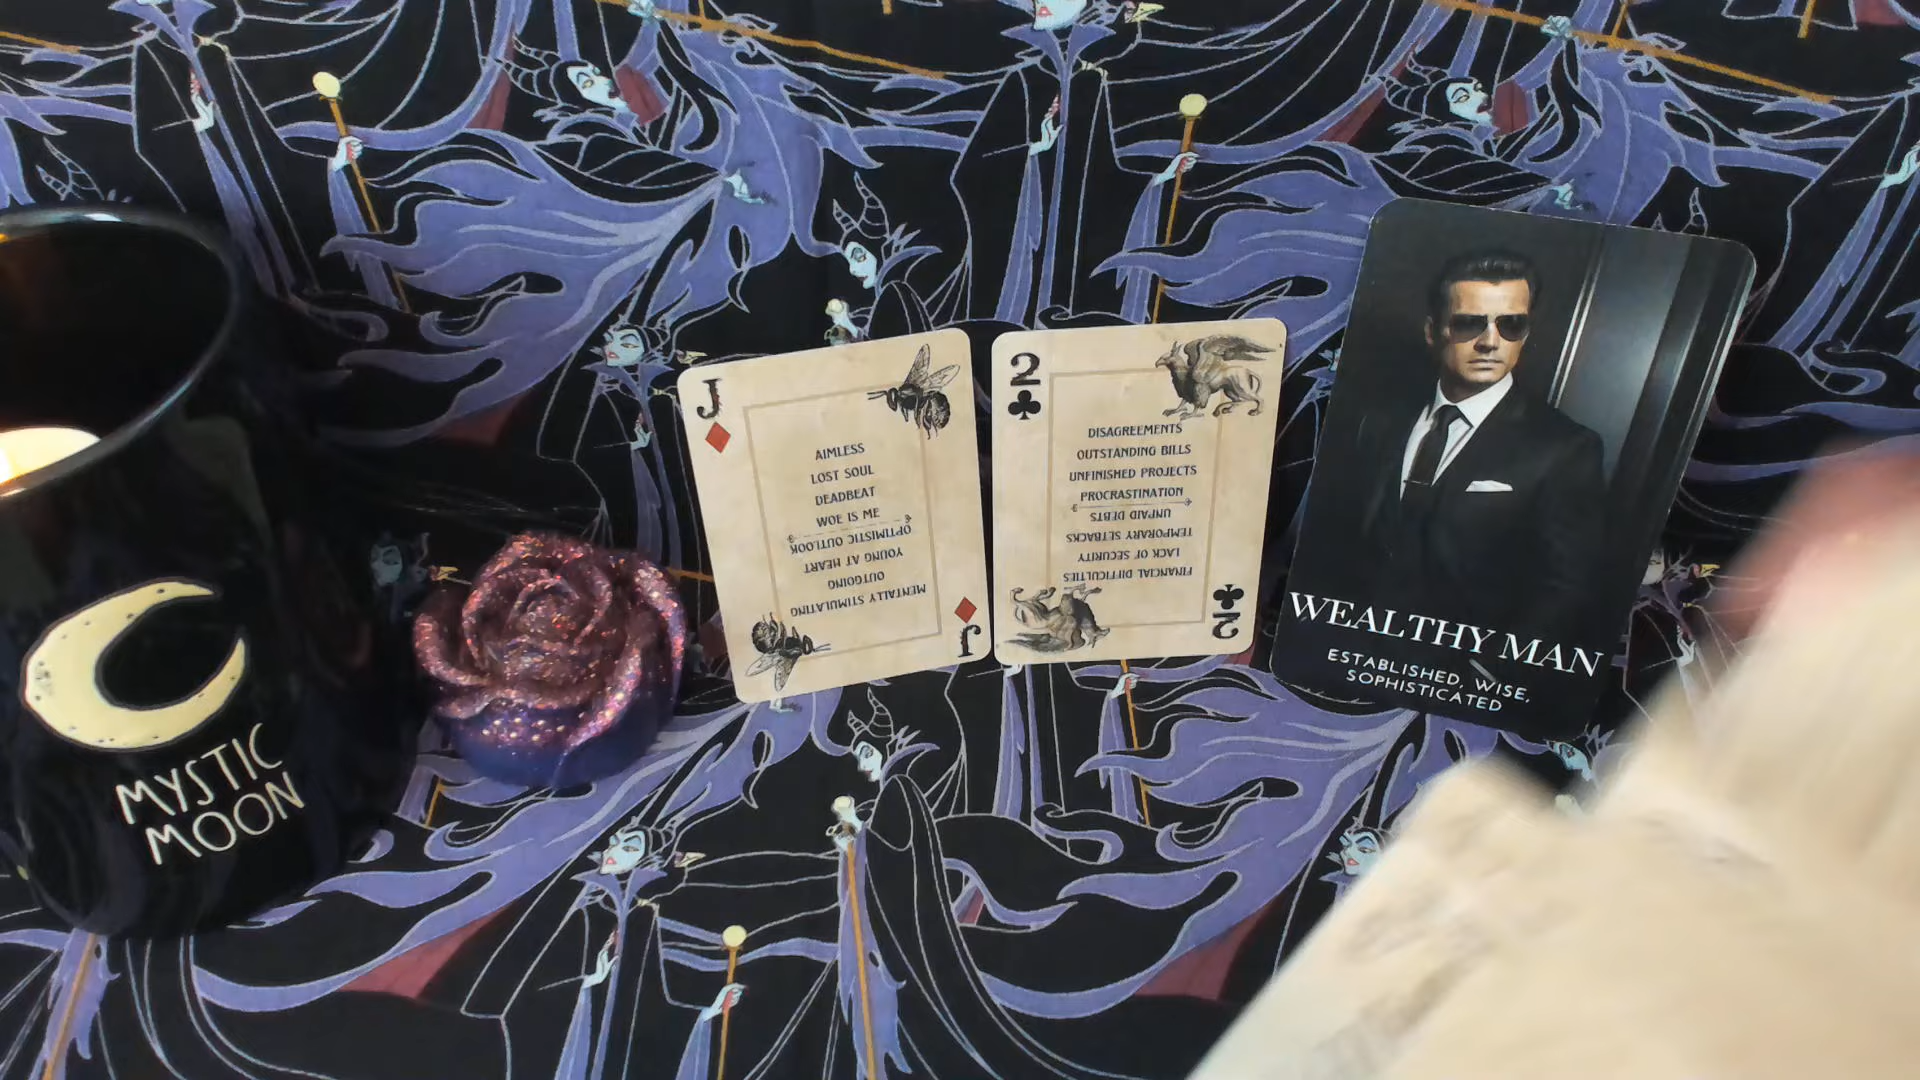 MYSTIC
MOON
J
AIMLESS
LOST SOUL
DEADBEAT
WOE IS ME
OPTIMISTIC OUTLOOK
YOUNG AT HEART
OUTGOING
MENTALLY STIMULATING
J
2
DISAGREEMENTS
OUTSTANDING BILLS
UNFINISHED PROJECTS
PROCRASTINATION
UNPAID DEBTS
TEMPORARY SETBACKS
LACK OF SECURITY
FINANCIAL DIFFICULTIES
2
WEALTHY MAN
ESTABLISHED, WISE,
SOPHISTICATED